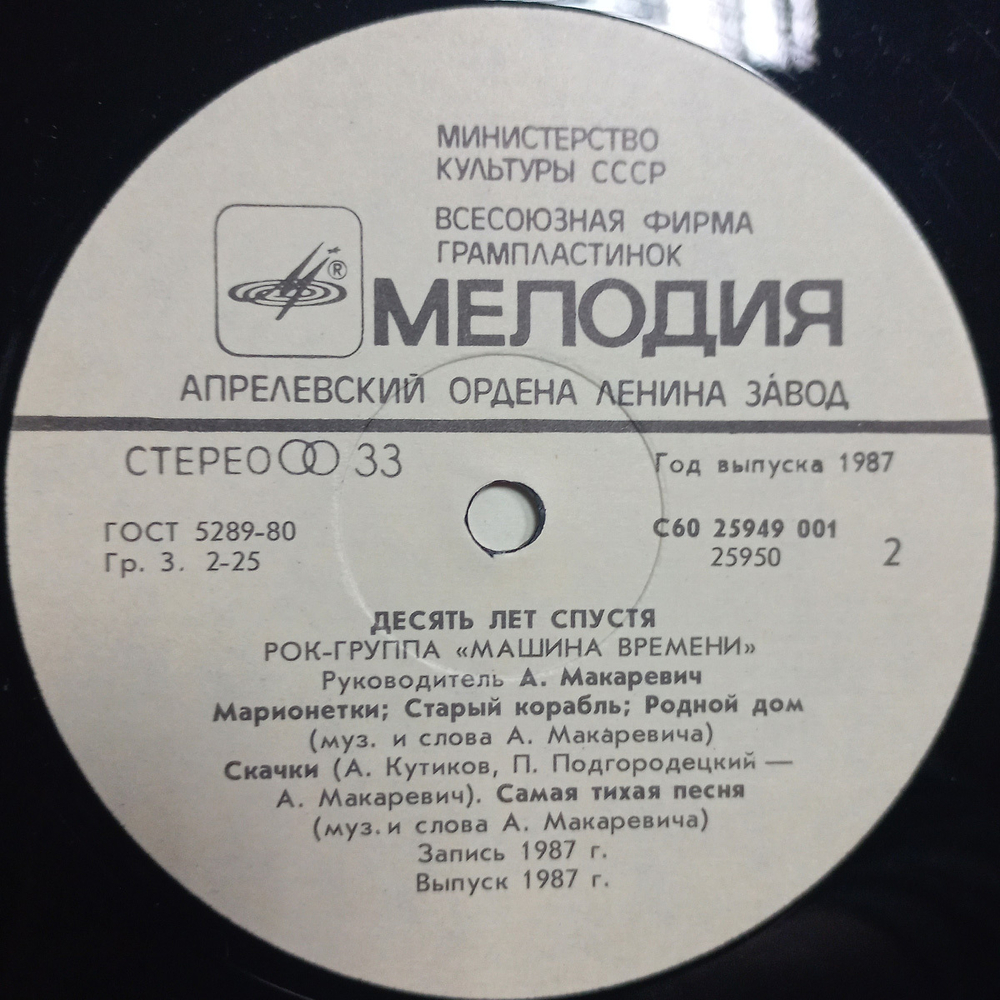 МИНИСТЕРСТВО
КУЛЬТУРЫ СССР
ВСЕСОЮЗНАЯ ФИРМА
ГРАМПЛАСТИНОК
®
МЕЛОДИЯ
АПРЕЛЕВСКИЙ ОРДЕНА ЛЕНИНА ЗАВОД
СТЕРЕО 33
Год выпуска 1987
ГОСТ 5289-80
Гр. 3. 2-25
С60 25949 001
25950
2
ДЕСЯТЬ ЛЕТ СПУСТЯ
РОК-ГРУППА «МАШИНА ВРЕМЕНИ»
Руководитель А. Макаревич
Марионетки; Старый корабль; Родной дом
(муз. и слова А. Макаревича)
Скачки (А. Кутиков, П. Подгородецкий —
А. Макаревич). Самая тихая песня
(муз. и слова А. Макаревича)
Запись 1987 г.
Выпуск 1987 г.